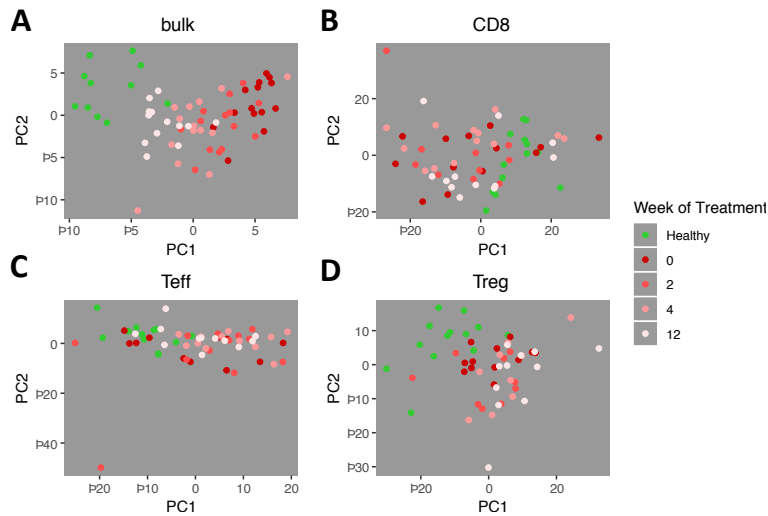 A
bulk
B
CD8
PC2
5
0
Þ5
Þ10
Þ10
Þ5
0
5
PC1
PC2
20
0
Þ20
Þ20
0
20
PC1
Week of Treatment
Healthy
0
2
4
12
C
Teff
D
Treg
PC2
0
Þ20
Þ40
Þ20
Þ10
0
10
20
PC1
PC2
10
0
Þ10
Þ20
Þ30
Þ20
0
20
PC1